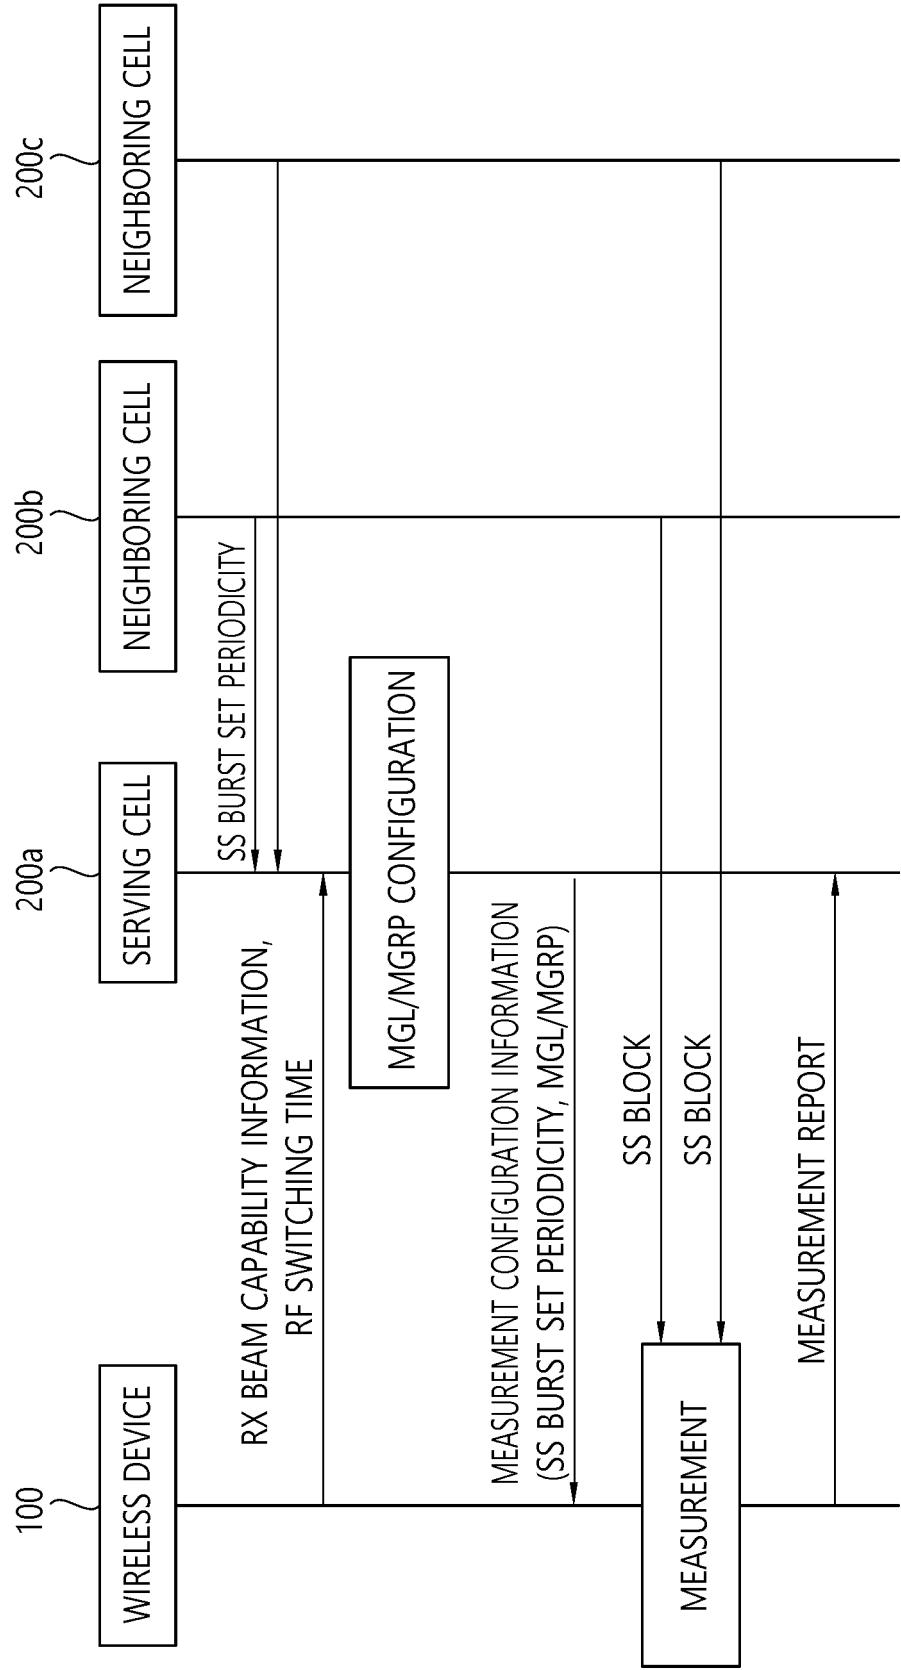 100
WIRELESS DEVICE
200a
SERVING CELL
200b
NEIGHBORING CELL
200c
NEIGHBORING CELL
SS BURST SET PERIODICITY
RX BEAM CAPABILITY INFORMATION,
RF SWITCHING TIME
MGL/MGRP CONFIGURATION
MEASUREMENT CONFIGURATION INFORMATION
(SS BURST SET PERIODICITY, MGL/MGRP)
SS BLOCK
SS BLOCK
MEASUREMENT
MEASUREMENT REPORT